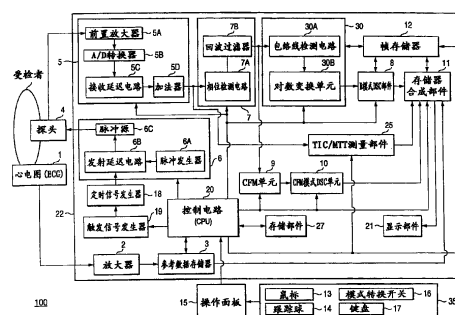 5
前置放大器
5A
A/D转换器
5B
5C
接收延迟电路
5D
加法器
7B
回波过滤器
7A
相位检测电路
7
30A
30
包络线检测电路
30B
对数变换单元
8
B模式DSC部件
12
帧存储器
11
存储器
合成部件
25
TIC/MTT测量部件
受检者
4
探头
1
心电图(ECG)
22
脉冲源
6C
6B
6A
发射延迟电路
脉冲发生器
6
定时信号发生器
18
触发信号发生器
19
20
控制电路
(CPU)
9
CFM单元
10
CFM模式DSC单元
存储部件
27
显示部件
21
2
放大器
3
参考数据存储器
100
15
操作面板
鼠标
13
模式转换开关
16
跟踪球
14
键盘
17
35